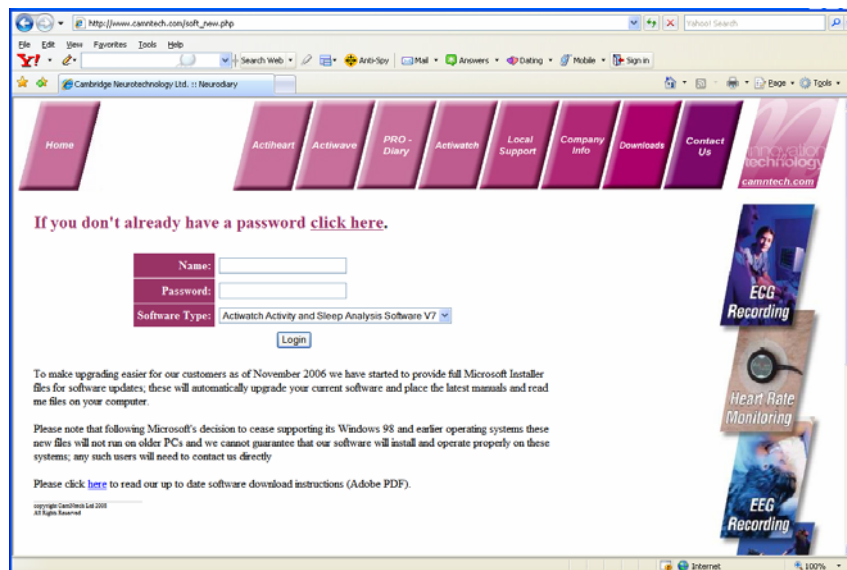 http://www.camntech.com/soft_new.php
Yahoo! Search
File Edit View Favorites Tools Help
Y! Search Web Anti-Spy Mail Answers Dating Mobile Sign in
Cambridge Neurotechnology Ltd. :: Neurodiary
Page Tools
Home
Actiheart
Actiwave
PRO -
Diary
Actiwatch
Local
Support
Company
Info
Downloads
Contact
Us
innovation
technology
camntech.com
If you don't already have a password click here.
Name:
Password:
Software Type: Actiwatch Activity and Sleep Analysis Software V7
Login
ECG
Recording
To make upgrading easier for our customers as of November 2006 we have started to provide full Microsoft Installer
files for software updates; these will automatically upgrade your current software and place the latest manuals and read
me files on your computer.
Heart Rate
Monitoring
Please note that following Microsoft's decision to cease supporting its Windows 98 and earlier operating systems these
new files will not run on older PCs and we cannot guarantee that our software will install and operate properly on these
systems; any such users will need to contact us directly
Please click here to read our up to date software download instructions (Adobe PDF).
EEG
Recording
copyright CamNtech Ltd 2005
All Rights Reserved
Internet
100%